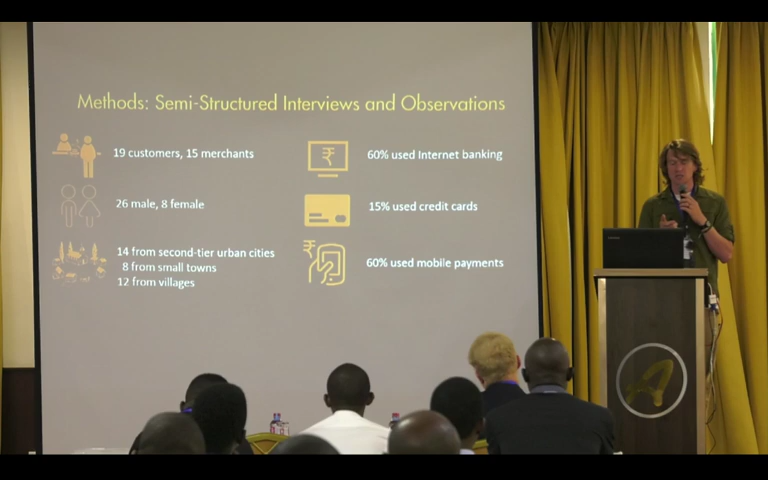 Methods: Semi-Structured Interviews and Observations
19 customers, 15 merchants
26 male, 8 female
14 from second-tier urban cities
8 from small towns
12 from villages
₹
60% used Internet banking
15% used credit cards
₹
60% used mobile payments